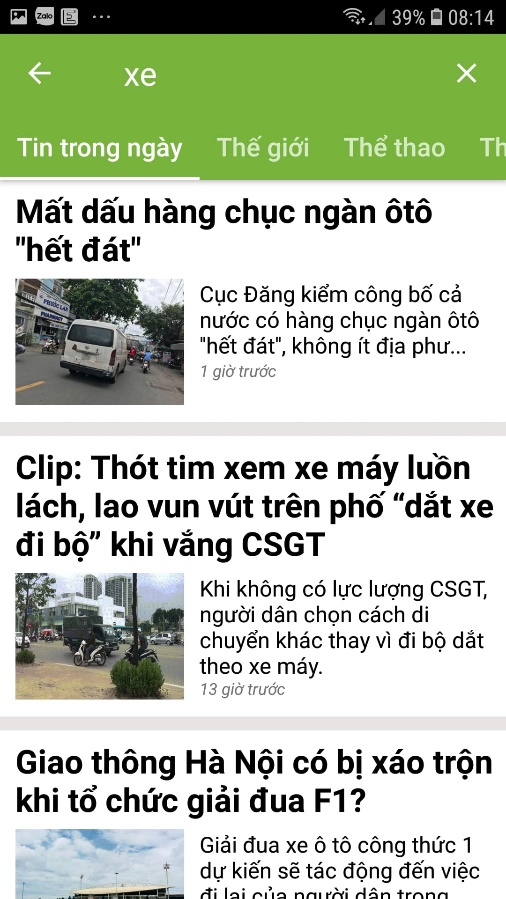 Zalo
39% 08:14
xe
Tin trong ngày Thế giới Thể thao Th
Mất dấu hàng chục ngàn ôtô
"hết đát"
PHƯỚC LAN
PHARMACY
Cục Đăng kiểm công bố cả
nước có hàng chục ngàn ôtô
"hết đát", không ít địa phư...
1 giờ trước
Clip: Thót tim xem xe máy luồn
lách, lao vun vút trên phố “dắt xe
đi bộ” khi vắng CSGT
Khi không có lực lượng CSGT,
người dân chọn cách di
chuyển khác thay vì đi bộ dắt
theo xe máy.
13 giờ trước
Giao thông Hà Nội có bị xáo trộn
khi tổ chức giải đua F1?
Giải đua xe ô tô công thức 1
dự kiến sẽ tác động đến việc
đi lại của người dân trong